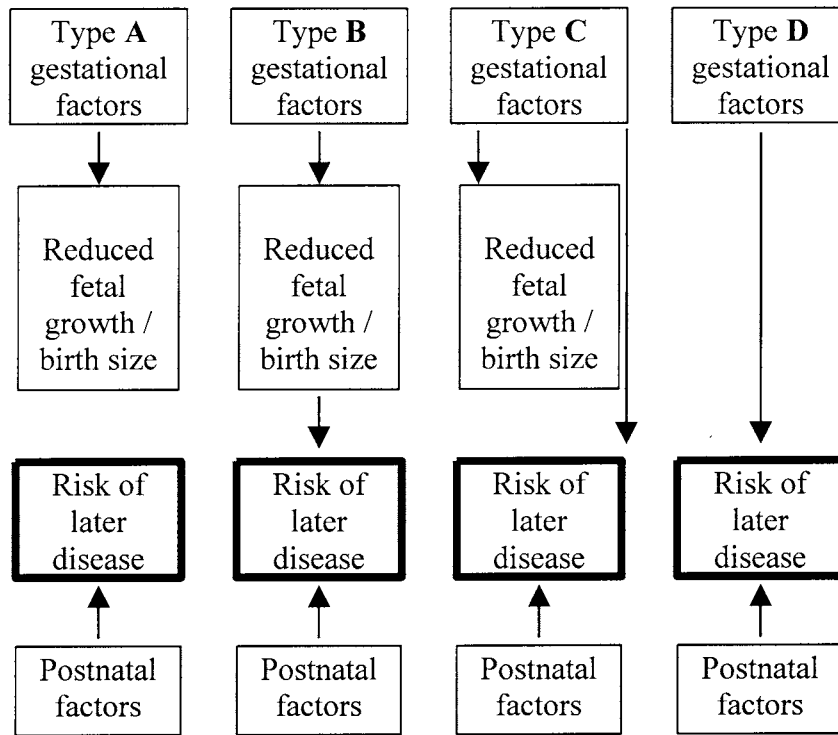 Type A
gestational
factors
Type B
gestational
factors
Type C
gestational
factors
Type D
gestational
factors
Reduced
fetal
growth /
birth size
Reduced
fetal
growth /
birth size
Reduced
fetal
growth /
birth size
Risk of
later
disease
Risk of
later
disease
Risk of
later
disease
Risk of
later
disease
Postnatal
factors
Postnatal
factors
Postnatal
factors
Postnatal
factors